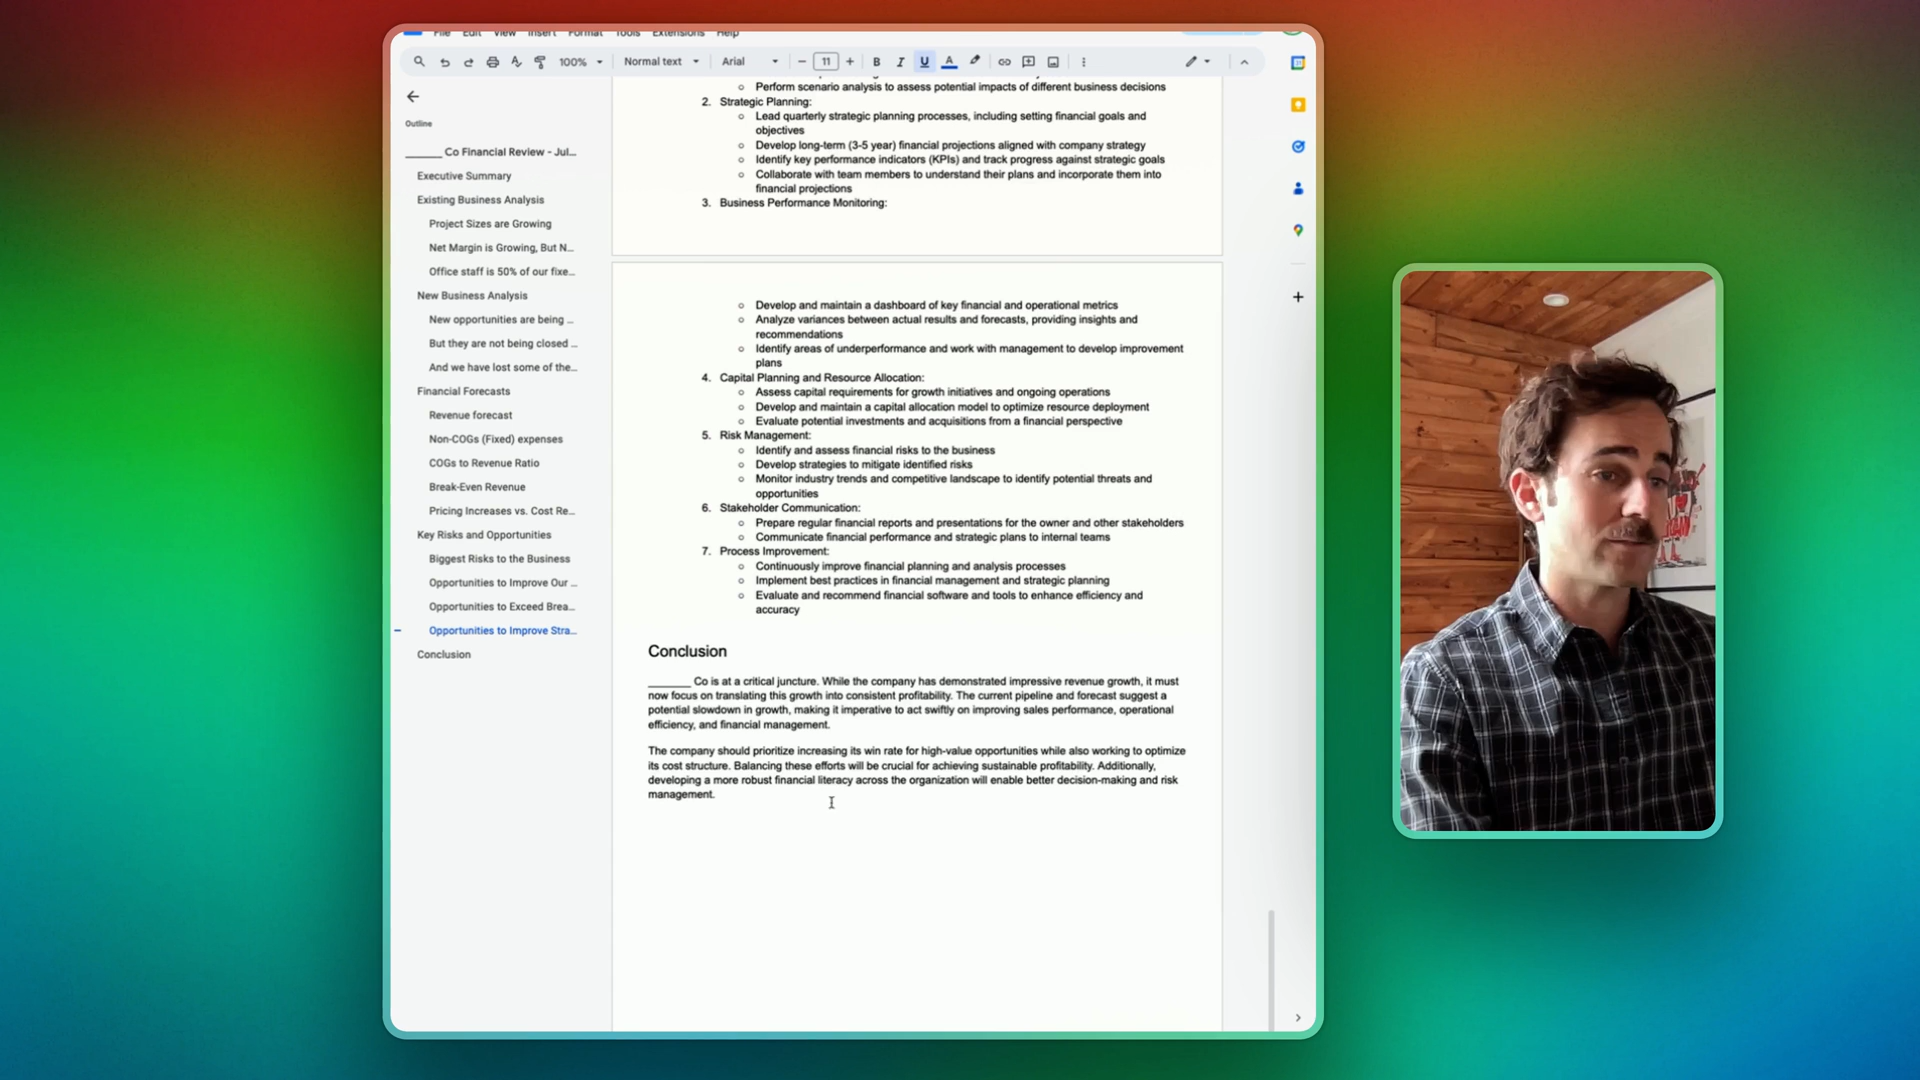 File Edit View Insert Format Tools Extensions Help
100% Normal text Arial 11 B I U A
Outline
______ Co Financial Review - Jul...
Executive Summary
Existing Business Analysis
Project Sizes are Growing
Net Margin is Growing, But N...
Office staff is 50% of our fixe...
New Business Analysis
New opportunities are being ...
But they are not being closed ...
And we have lost some of the...
Financial Forecasts
Revenue forecast
Non-COGs (Fixed) expenses
COGs to Revenue Ratio
Break-Even Revenue
Pricing Increases vs. Cost Re...
Key Risks and Opportunities
Biggest Risks to the Business
Opportunities to Improve Our ...
Opportunities to Exceed Brea...
Opportunities to Improve Stra...
Conclusion
Perform scenario analysis to assess potential impacts of different business decisions
2. Strategic Planning:
Lead quarterly strategic planning processes, including setting financial goals and
objectives
Develop long-term (3-5 year) financial projections aligned with company strategy
Identify key performance indicators (KPIs) and track progress against strategic goals
Collaborate with team members to understand their plans and incorporate them into
financial projections
3. Business Performance Monitoring:
Develop and maintain a dashboard of key financial and operational metrics
Analyze variances between actual results and forecasts, providing insights and
recommendations
Identify areas of underperformance and work with management to develop improvement
plans
4. Capital Planning and Resource Allocation:
Assess capital requirements for growth initiatives and ongoing operations
Develop and maintain a capital allocation model to optimize resource deployment
Evaluate potential investments and acquisitions from a financial perspective
5. Risk Management:
Identify and assess financial risks to the business
Develop strategies to mitigate identified risks
Monitor industry trends and competitive landscape to identify potential threats and
opportunities
6. Stakeholder Communication:
Prepare regular financial reports and presentations for the owner and other stakeholders
Communicate financial performance and strategic plans to internal teams
7. Process Improvement:
Continuously improve financial planning and analysis processes
Implement best practices in financial management and strategic planning
Evaluate and recommend financial software and tools to enhance efficiency and
accuracy
Conclusion
______ Co is at a critical juncture. While the company has demonstrated impressive revenue growth, it must
now focus on translating this growth into consistent profitability. The current pipeline and forecast suggest a
potential slowdown in growth, making it imperative to act swiftly on improving sales performance, operational
efficiency, and financial management.
The company should prioritize increasing its win rate for high-value opportunities while also working to optimize
its cost structure. Balancing these efforts will be crucial for achieving sustainable profitability. Additionally,
developing a more robust financial literacy across the organization will enable better decision-making and risk
management.